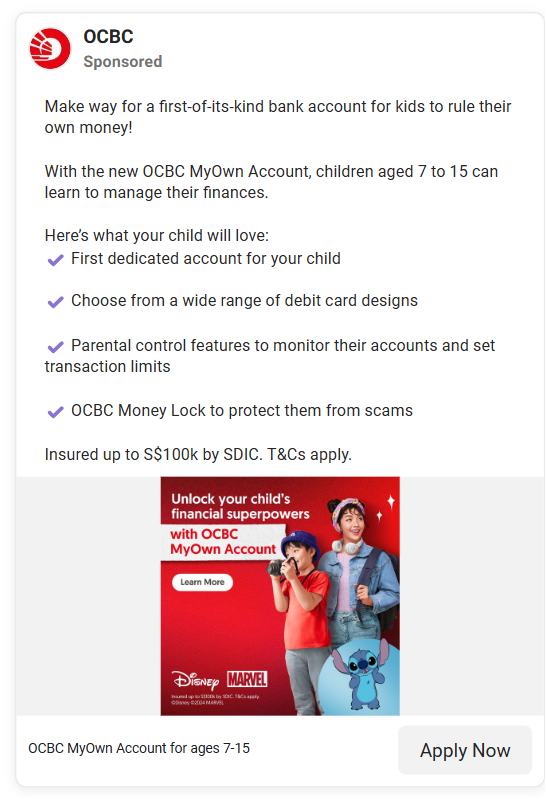 OCBC
Sponsored
Make way for a first-of-its-kind bank account for kids to rule their
own money!
With the new OCBC MyOwn Account, children aged 7 to 15 can
learn to manage their finances.
Here's what your child will love:
First dedicated account for your child
Choose from a wide range of debit card designs
Parental control features to monitor their accounts and set
transaction limits
OCBC Money Lock to protect them from scams
Insured up to S$100k by SDIC. T&Cs apply.
Unlock your child's
financial superpowers
with OCBC
MyOwn Account
Learn More
Disney MARVEL
Insured up to S$100k by SDIC. T&Cs apply.
©Disney ©2024 MARVEL
OCBC MyOwn Account for ages 7-15
Apply Now